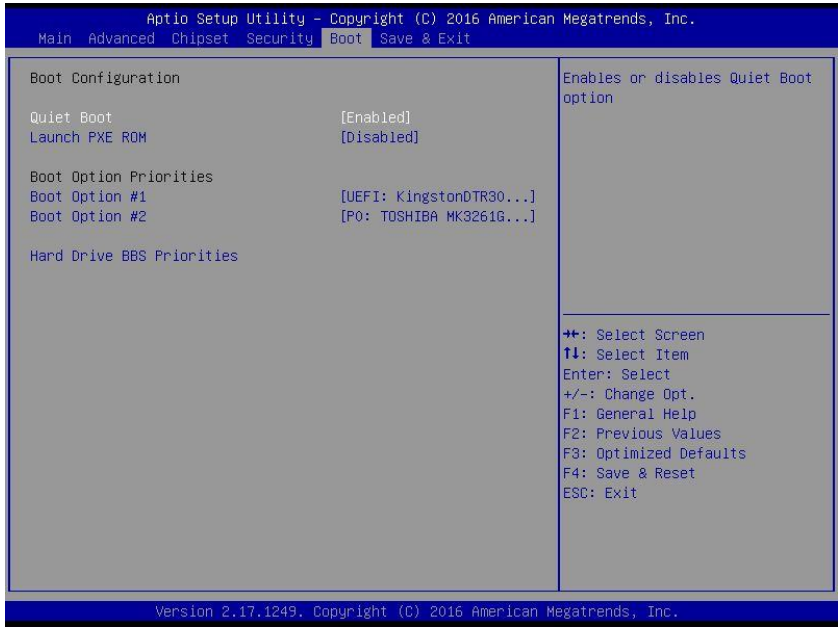 Aptio Setup Utility – Copyright (C) 2016 American Megatrends, Inc.
Main Advanced Chipset Security Boot Save & Exit
Boot Configuration
Quiet Boot [Enabled]
Launch PXE ROM [Disabled]
Boot Option Priorities
Boot Option #1 [UEFI: KingstonDTR30...]
Boot Option #2 [P0: TOSHIBA MK3261G...]
Hard Drive BBS Priorities
Enables or disables Quiet Boot
option
→←: Select Screen
↑↓: Select Item
Enter: Select
+/-: Change Opt.
F1: General Help
F2: Previous Values
F3: Optimized Defaults
F4: Save & Reset
ESC: Exit
Version 2.17.1249. Copyright (C) 2016 American Megatrends, Inc.